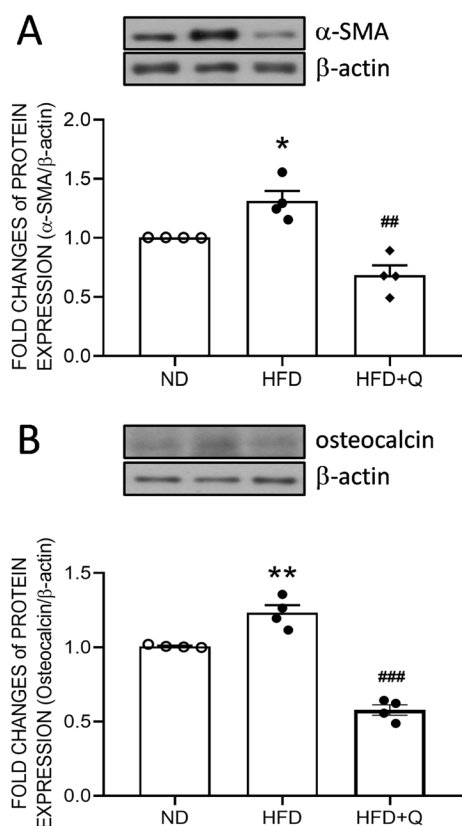 A
α-SMA
β-actin
FOLD CHANGES of PROTEIN
EXPRESSION (α-SMA/β-actin)
2.0
1.5
1.0
0.5
0.0
*
##
ND HFD HFD+Q
B
osteocalcin
β-actin
FOLD CHANGES of PROTEIN
EXPRESSION (Osteocalcin/β-actin)
1.5
1.0
0.5
0.0
**
###
ND HFD HFD+Q